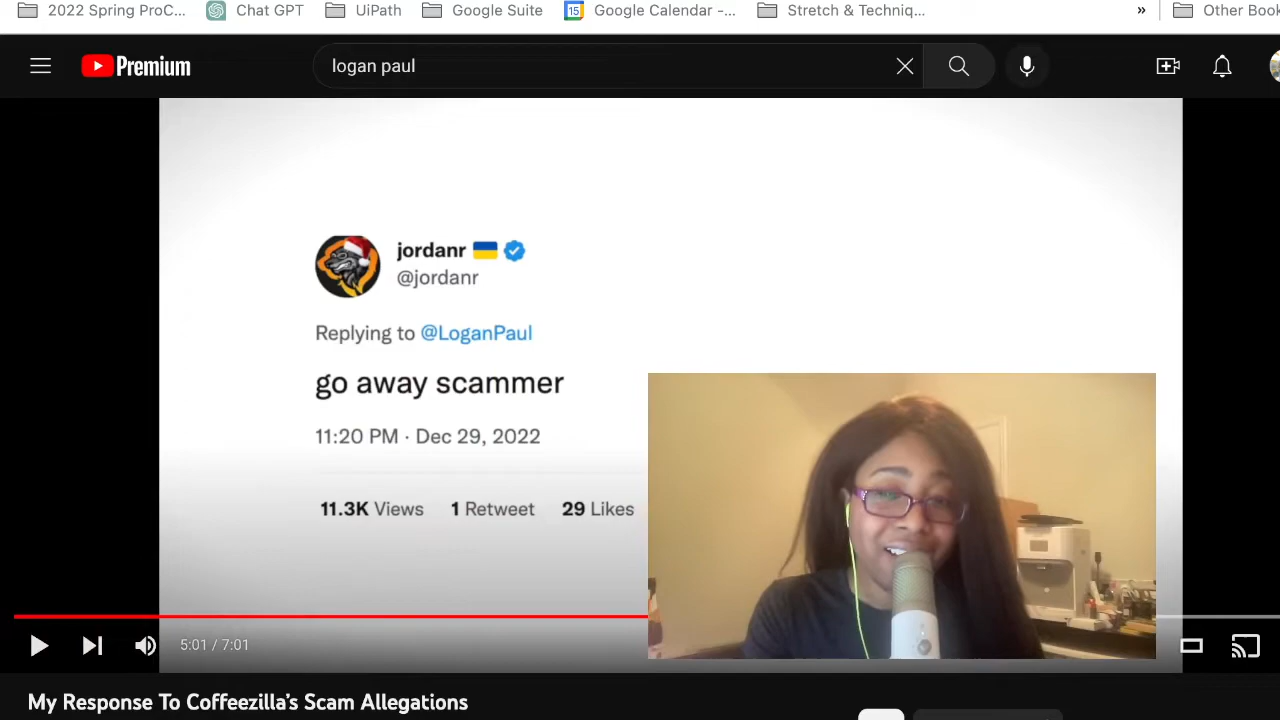 2022 Spring ProC... Chat GPT UiPath Google Suite 15 Google Calendar -... Stretch & Techniq... » Other Book
Premium logan paul
jordanr
@jordanr
Replying to @LoganPaul
go away scammer
11:20 PM · Dec 29, 2022
11.3K Views 1 Retweet 29 Likes
5:01 / 7:01
My Response To Coffeezilla's Scam Allegations